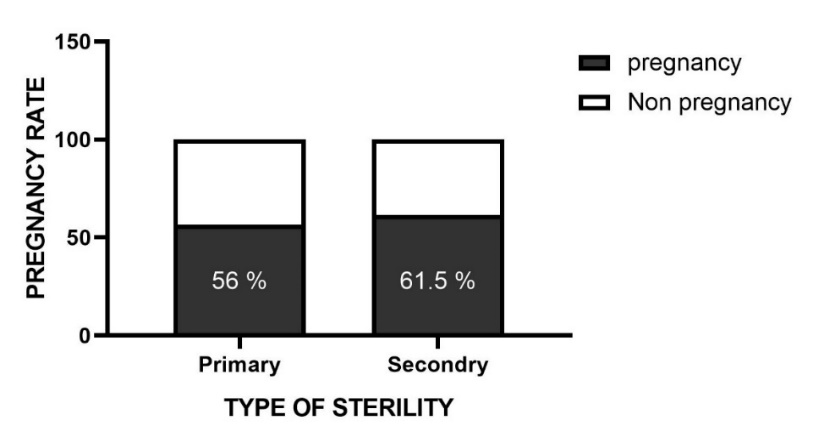 150
100
50
0
PREGNANCY RATE
56 %
61.5 %
Primary
Secondry
TYPE OF STERILITY
pregnancy
Non pregnancy